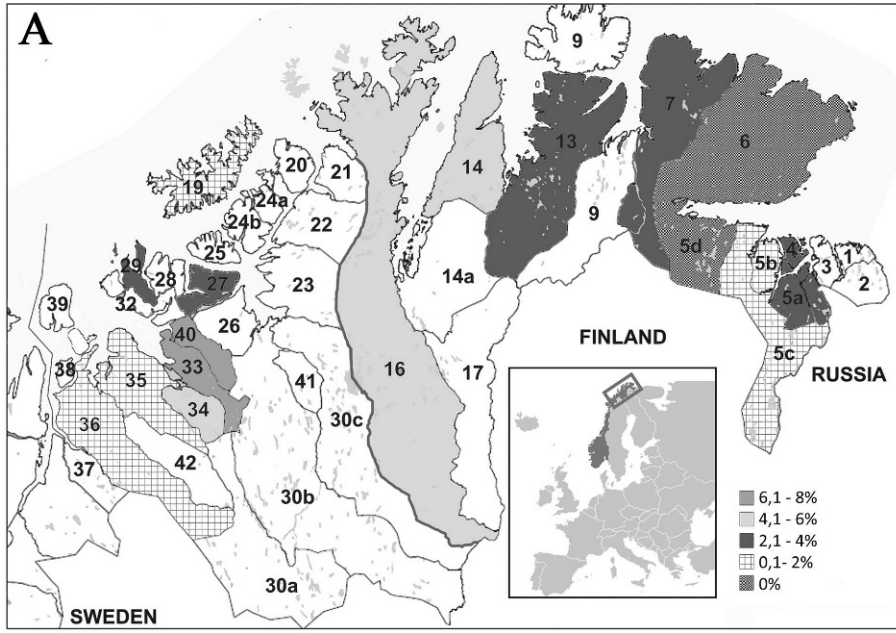 A
9
7
6
13
14
20
21
19
24a
24b
22
9
5d
5b
4
3
1
2
25
29
28
27
23
14a
5a
39
32
26
FINLAND
40
5c
38
35
33
41
16
17
RUSSIA
34
30c
36
42
37
30b
6,1 - 8%
4,1 - 6%
2,1 - 4%
0,1 - 2%
0%
30a
SWEDEN